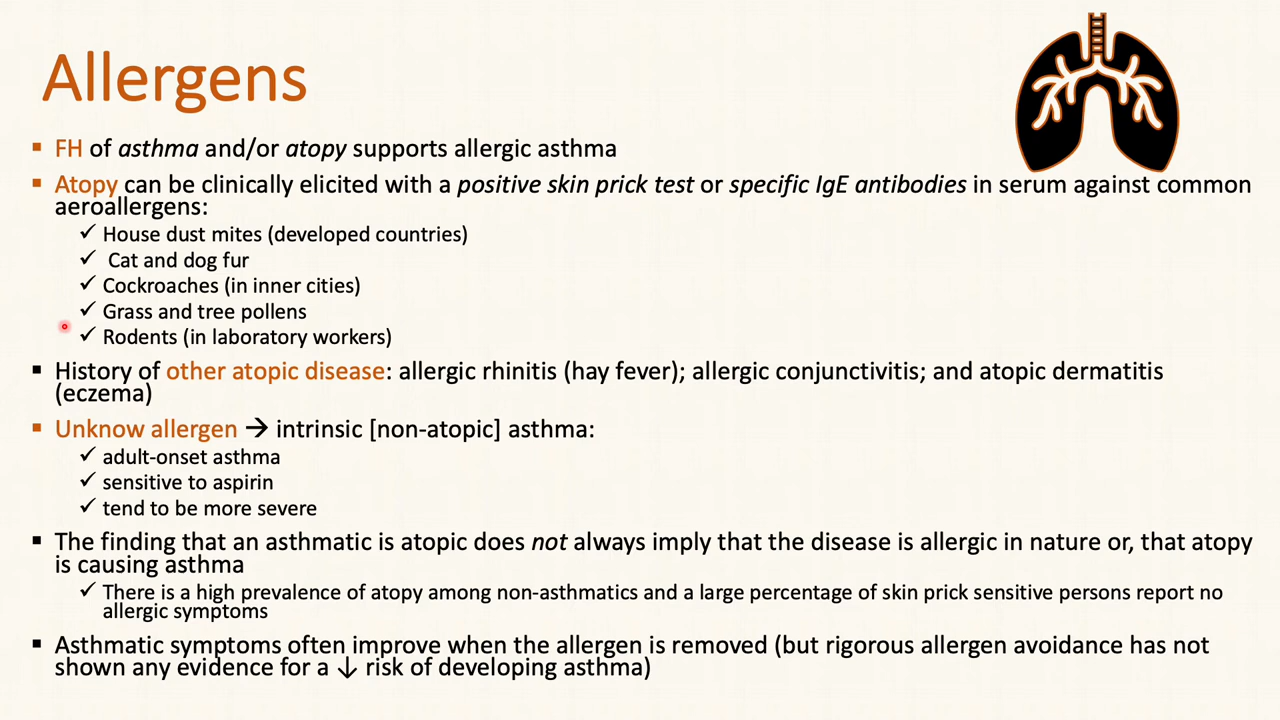 Allergens
▪ FH of asthma and/or atopy supports allergic asthma
▪ Atopy can be clinically elicited with a positive skin prick test or specific IgE antibodies in serum against common
aeroallergens:
✓ House dust mites (developed countries)
✓ Cat and dog fur
✓ Cockroaches (in inner cities)
✓ Grass and tree pollens
✓ Rodents (in laboratory workers)
▪ History of other atopic disease: allergic rhinitis (hay fever); allergic conjunctivitis; and atopic dermatitis
(eczema)
▪ Unknow allergen → intrinsic [non-atopic] asthma:
✓ adult-onset asthma
✓ sensitive to aspirin
✓ tend to be more severe
▪ The finding that an asthmatic is atopic does not always imply that the disease is allergic in nature or, that atopy
is causing asthma
✓ There is a high prevalence of atopy among non-asthmatics and a large percentage of skin prick sensitive persons report no
allergic symptoms
▪ Asthmatic symptoms often improve when the allergen is removed (but rigorous allergen avoidance has not
shown any evidence for a ↓ risk of developing asthma)